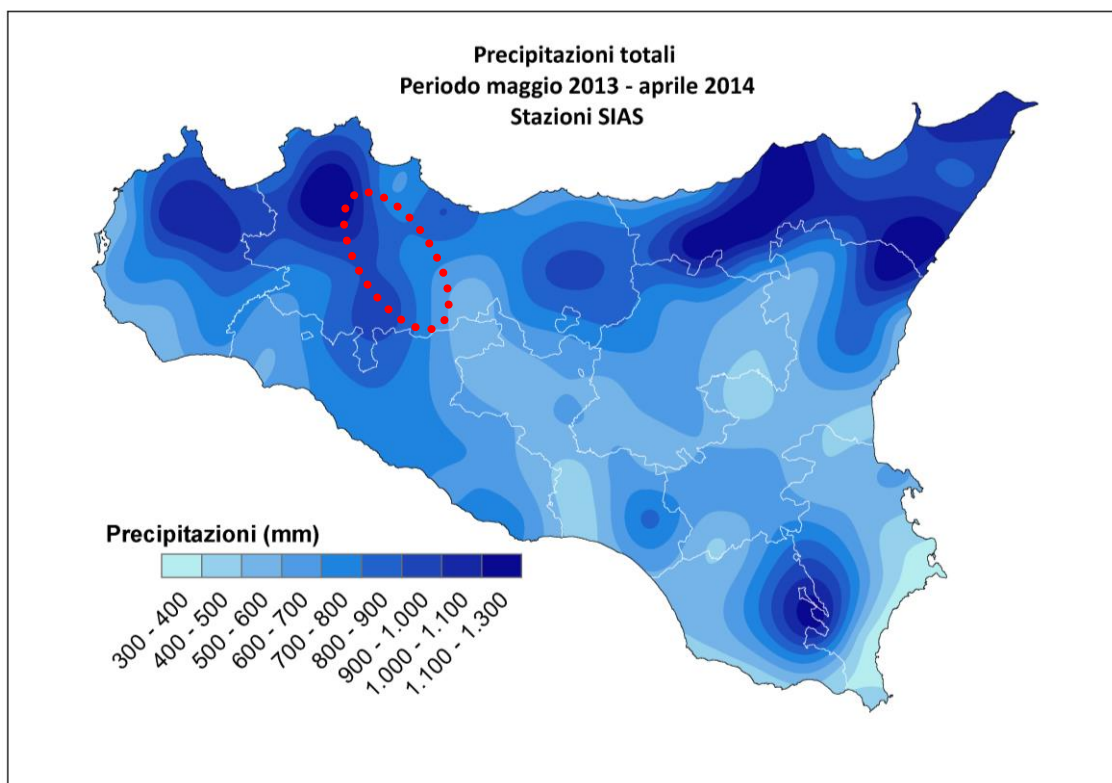 Precipitazioni totali
Periodo maggio 2013 - aprile 2014
Stazioni SIAS
Precipitazioni (mm)
300 - 400
400 - 500
500 - 600
600 - 700
700 - 800
800 - 900
900 - 1.000
1.000 - 1.100
1.100 - 1.300